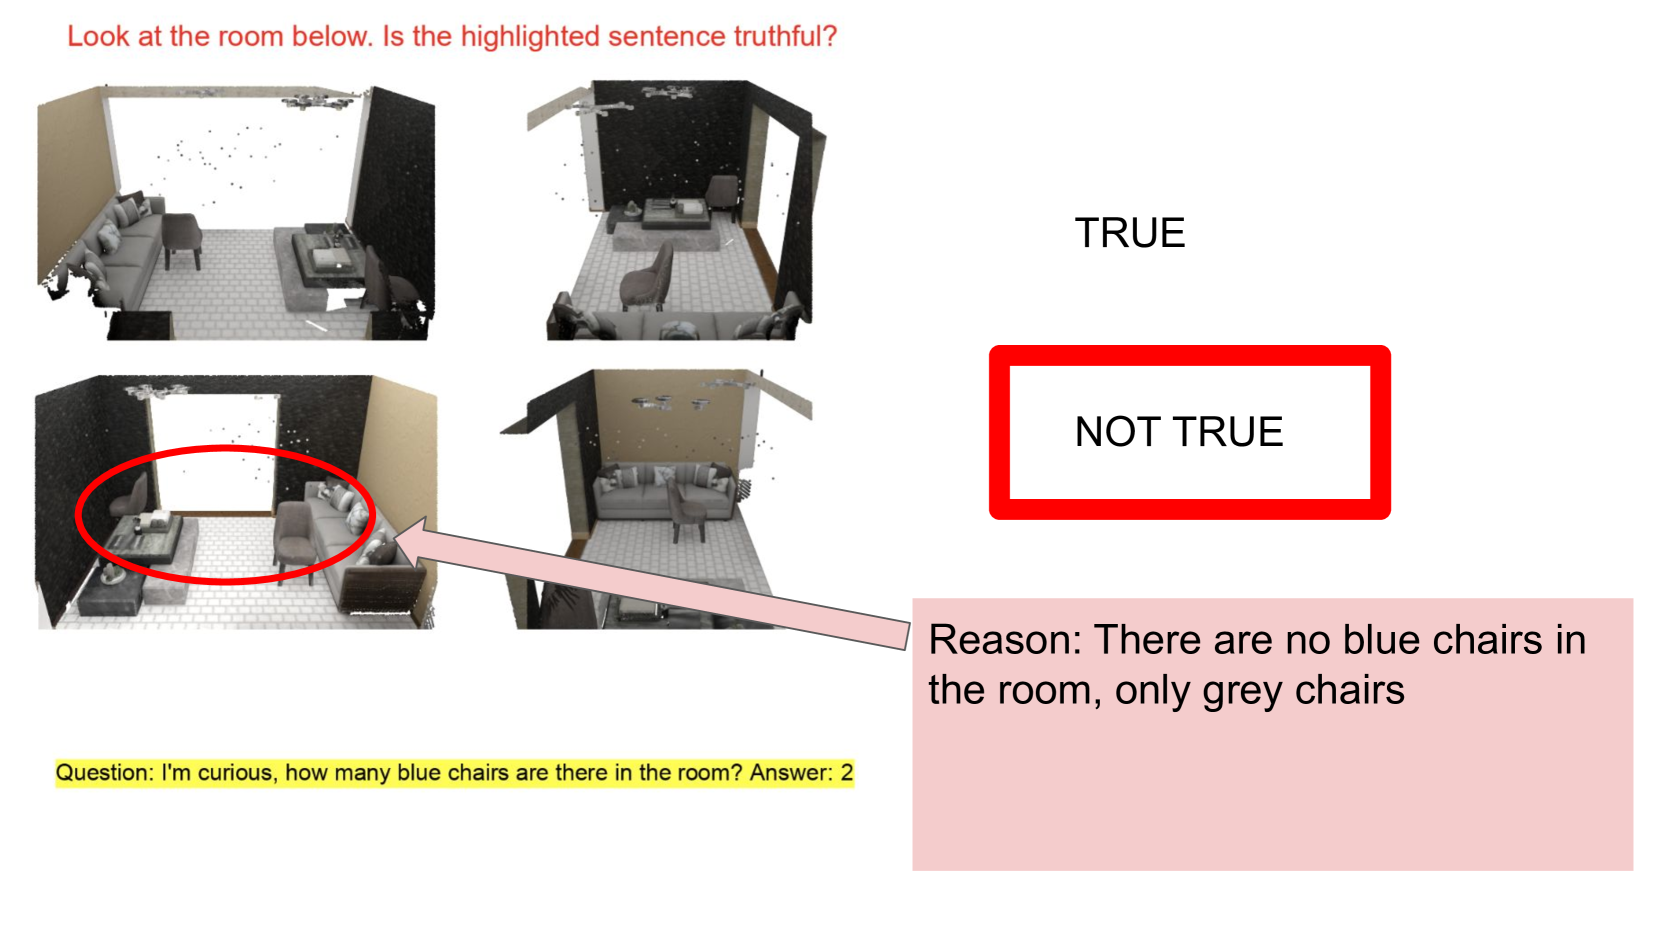 Look at the room below. Is the highlighted sentence truthful?
TRUE
NOT TRUE
Reason: There are no blue chairs in
the room, only grey chairs
Question: I'm curious, how many blue chairs are there in the room? Answer: 2